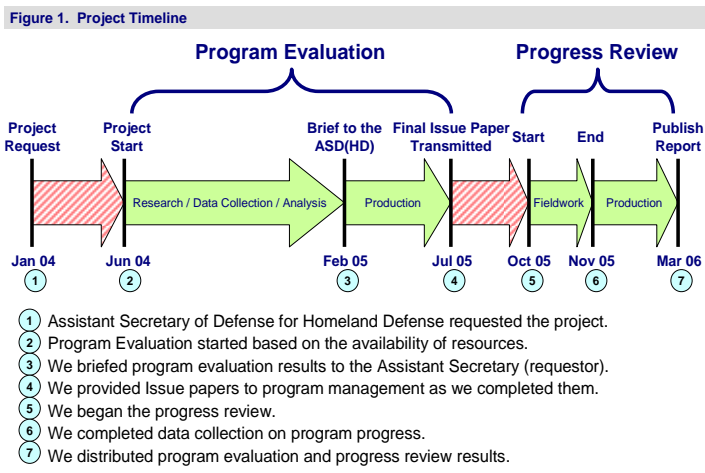 Figure 1. Project Timeline
Program Evaluation
Progress Review
Project
Request
Project
Start
Brief to the
ASD(HD)
Final Issue Paper
Transmitted
Start
End
Publish
Report
Research / Data Collection / Analysis
Production
Fieldwork
Production
Jan 04
Jun 04
Feb 05
Jul 05
Oct 05
Nov 05
Mar 06
1
2
3
4
5
6
7
1 Assistant Secretary of Defense for Homeland Defense requested the project.
2 Program Evaluation started based on the availability of resources.
3 We briefed program evaluation results to the Assistant Secretary (requestor).
4 We provided Issue papers to program management as we completed them.
5 We began the progress review.
6 We completed data collection on program progress.
7 We distributed program evaluation and progress review results.